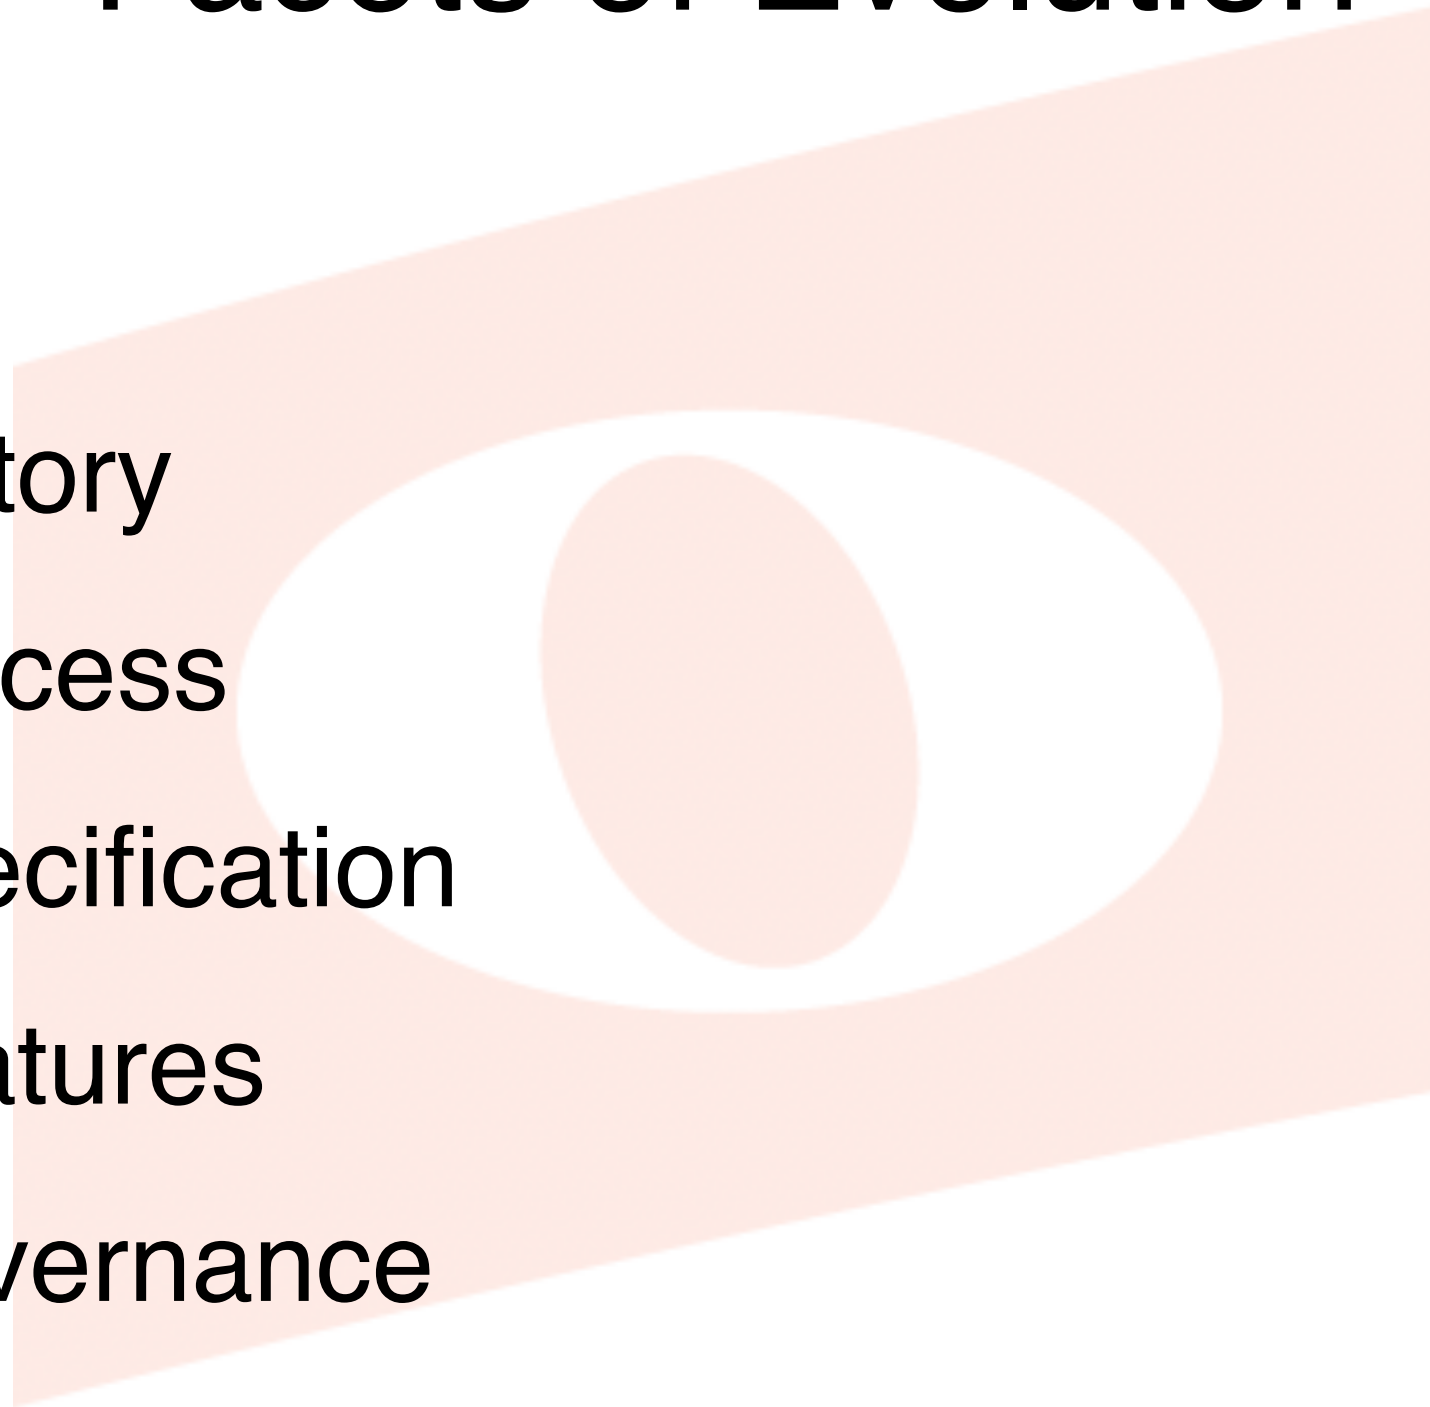 Facets of Evolution
tory
cess
ecification
atures
vernance